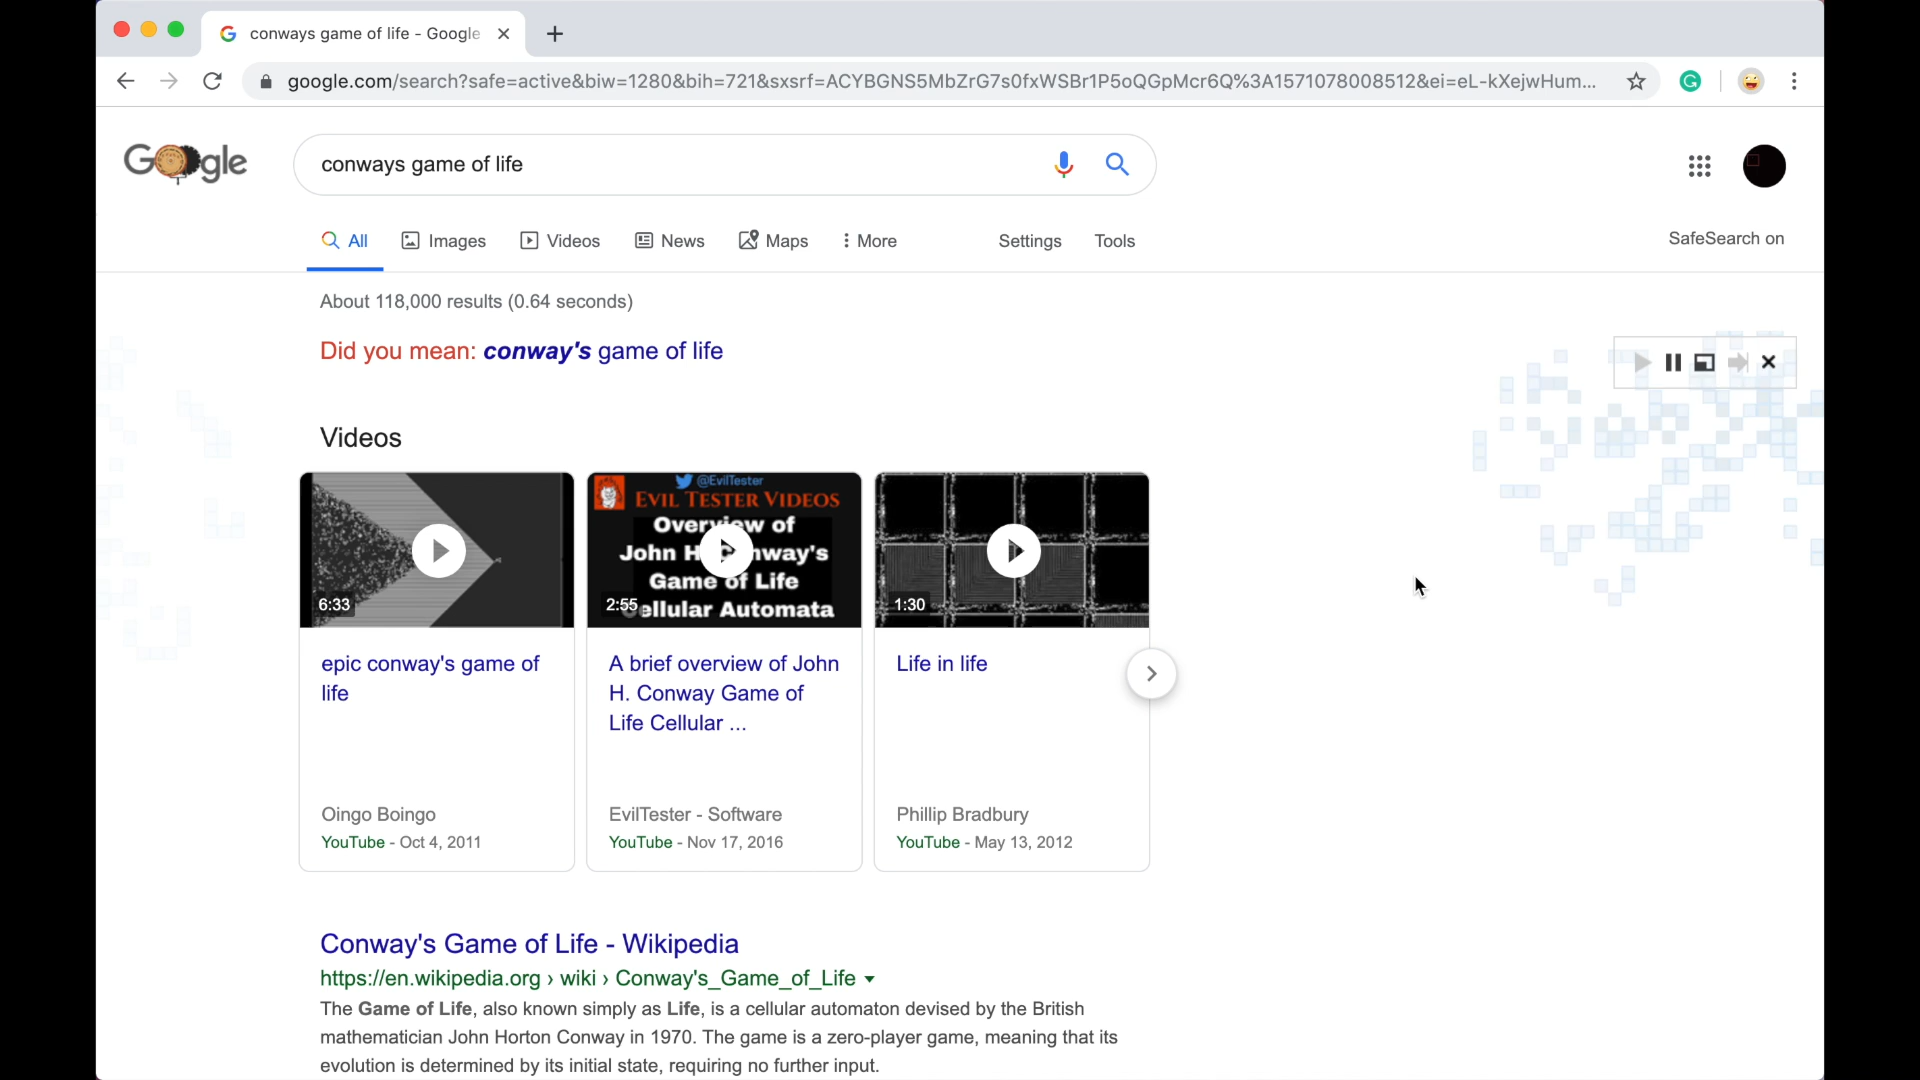 conways game of life - Google
google.com/search?safe=active&biw=1280&bih=721&sxsrf=ACYBGNS5MbZrG7s0fxWSBr1P5oQGpMcr6Q%3A1571078008512&ei=eL-kXejwHum...
Google
conways game of life
All Images Videos News Maps More Settings Tools SafeSearch on
About 118,000 results (0.64 seconds)
Did you mean: conway's game of life
Videos
@EvilTester
EVIL TESTER VIDEOS
Overview of
John H. Conway's
Game of Life
Cellular Automata
6:33 2:55 1:30
epic conway's game of
life
Oingo Boingo
YouTube - Oct 4, 2011
A brief overview of John
H. Conway Game of
Life Cellular ...
EvilTester - Software
YouTube - Nov 17, 2016
Life in life
Phillip Bradbury
YouTube - May 13, 2012
Conway's Game of Life - Wikipedia
https://en.wikipedia.org › wiki › Conway's_Game_of_Life
The Game of Life, also known simply as Life, is a cellular automaton devised by the British
mathematician John Horton Conway in 1970. The game is a zero-player game, meaning that its
evolution is determined by its initial state, requiring no further input.